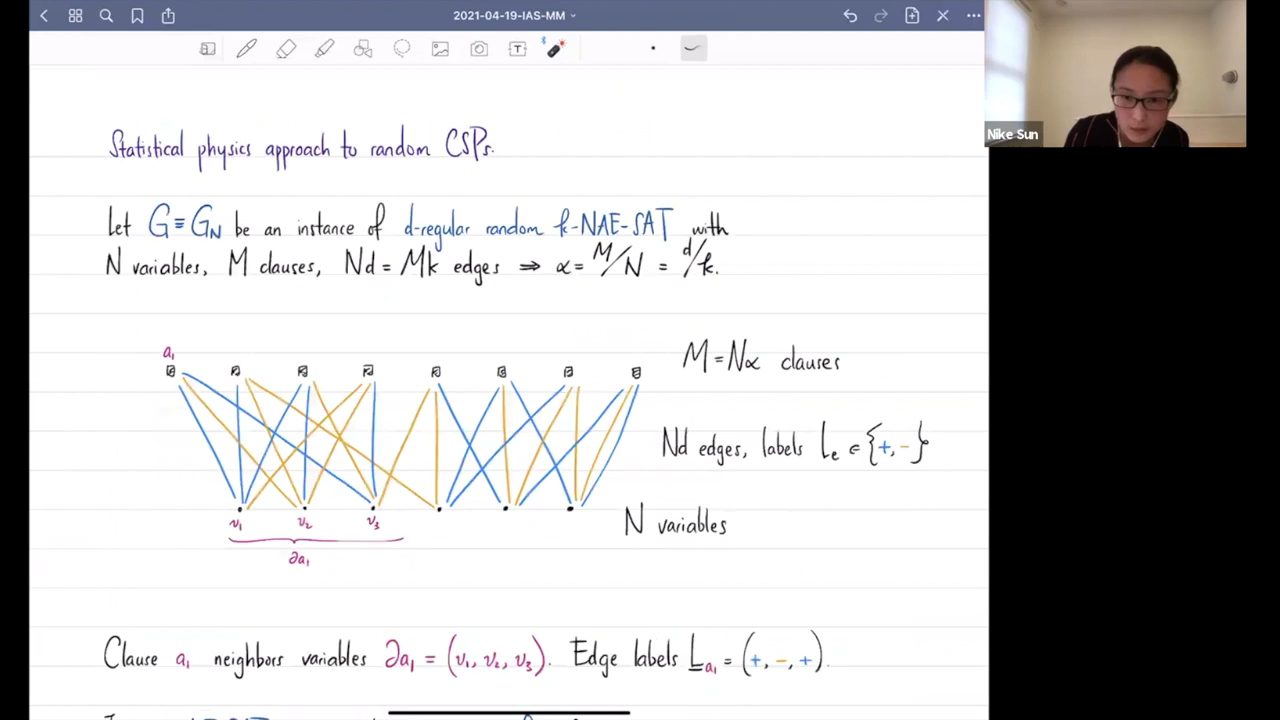 2021-04-19-IAS-MM
Nike Sun
Statistical physics approach to random CSPs.
Let G ≡ G_N be an instance of d-regular random k-NAE-SAT with
N variables, M clauses, Nd = Mk edges ⇒ α = M/N = d/k.
a₁
M = Nα clauses
Nd edges, labels L_e ∈ {+, -}
N variables
v₁ v₂ v₃
∂a₁
Clause a₁ neighbors variables ∂a₁ = (v₁, v₂, v₃). Edge labels L_a₁ = (+, -, +).